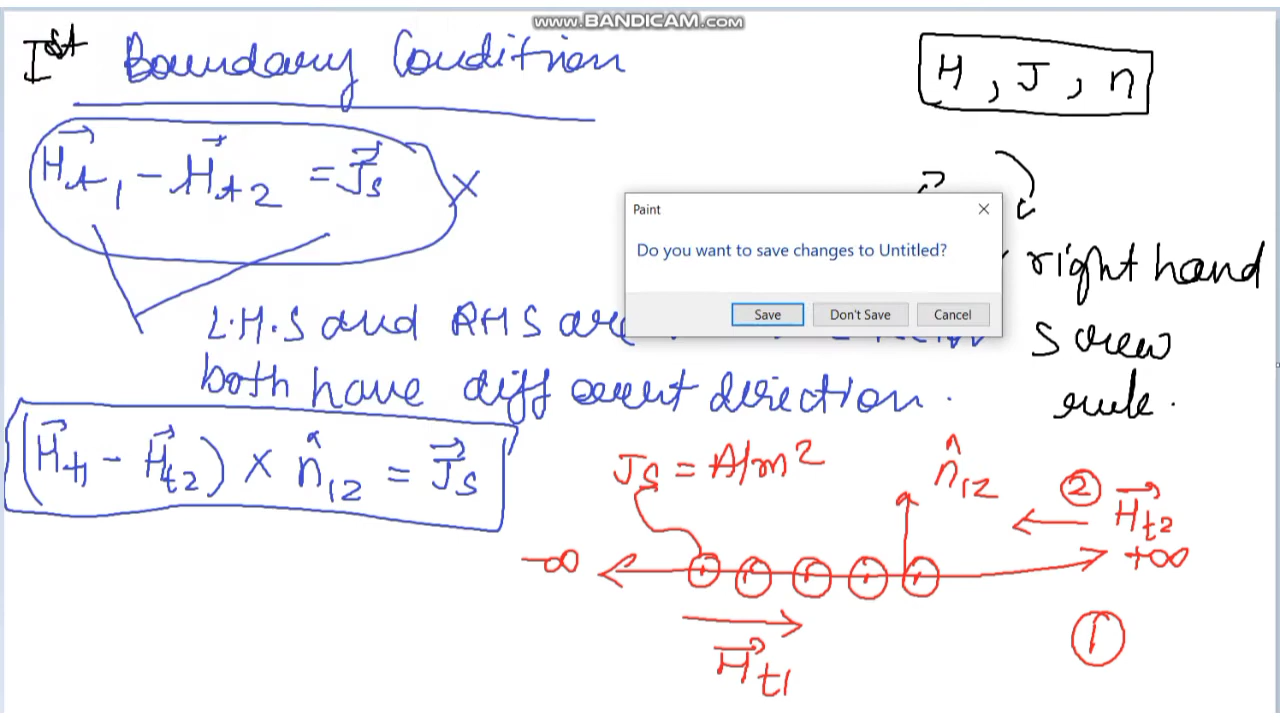 www.BANDICAM.com
Ist Boundary Condition
H, J, n
Ht1 - Ht2 = Js ×
Paint
Do you want to save changes to Untitled?
Save Don't Save Cancel
right hand
screw
rule.
L.H.S and RHS are
both have different direction.
(Ht1 - Ht2) × n̂12 = Js
Js = A/m2
n̂12
2 Ht2
-∞
+∞
Ht1
1